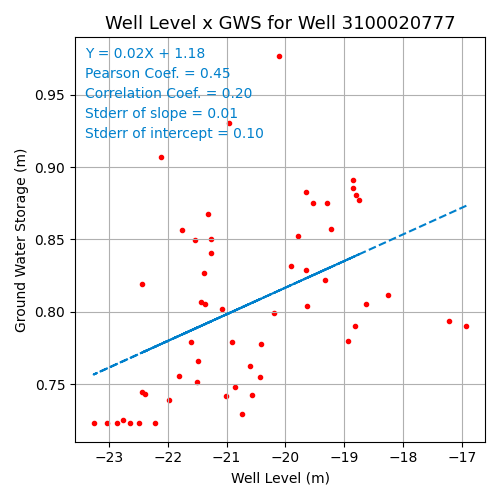 Well Level x GWS for Well 3100020777
Y = 0.02X + 1.18
Pearson Coef. = 0.45
Correlation Coef. = 0.20
Stderr of slope = 0.01
Stderr of intercept = 0.10
Ground Water Storage (m)
0.95
0.90
0.85
0.80
0.75
−23 −22 −21 −20 −19 −18 −17
Well Level (m)